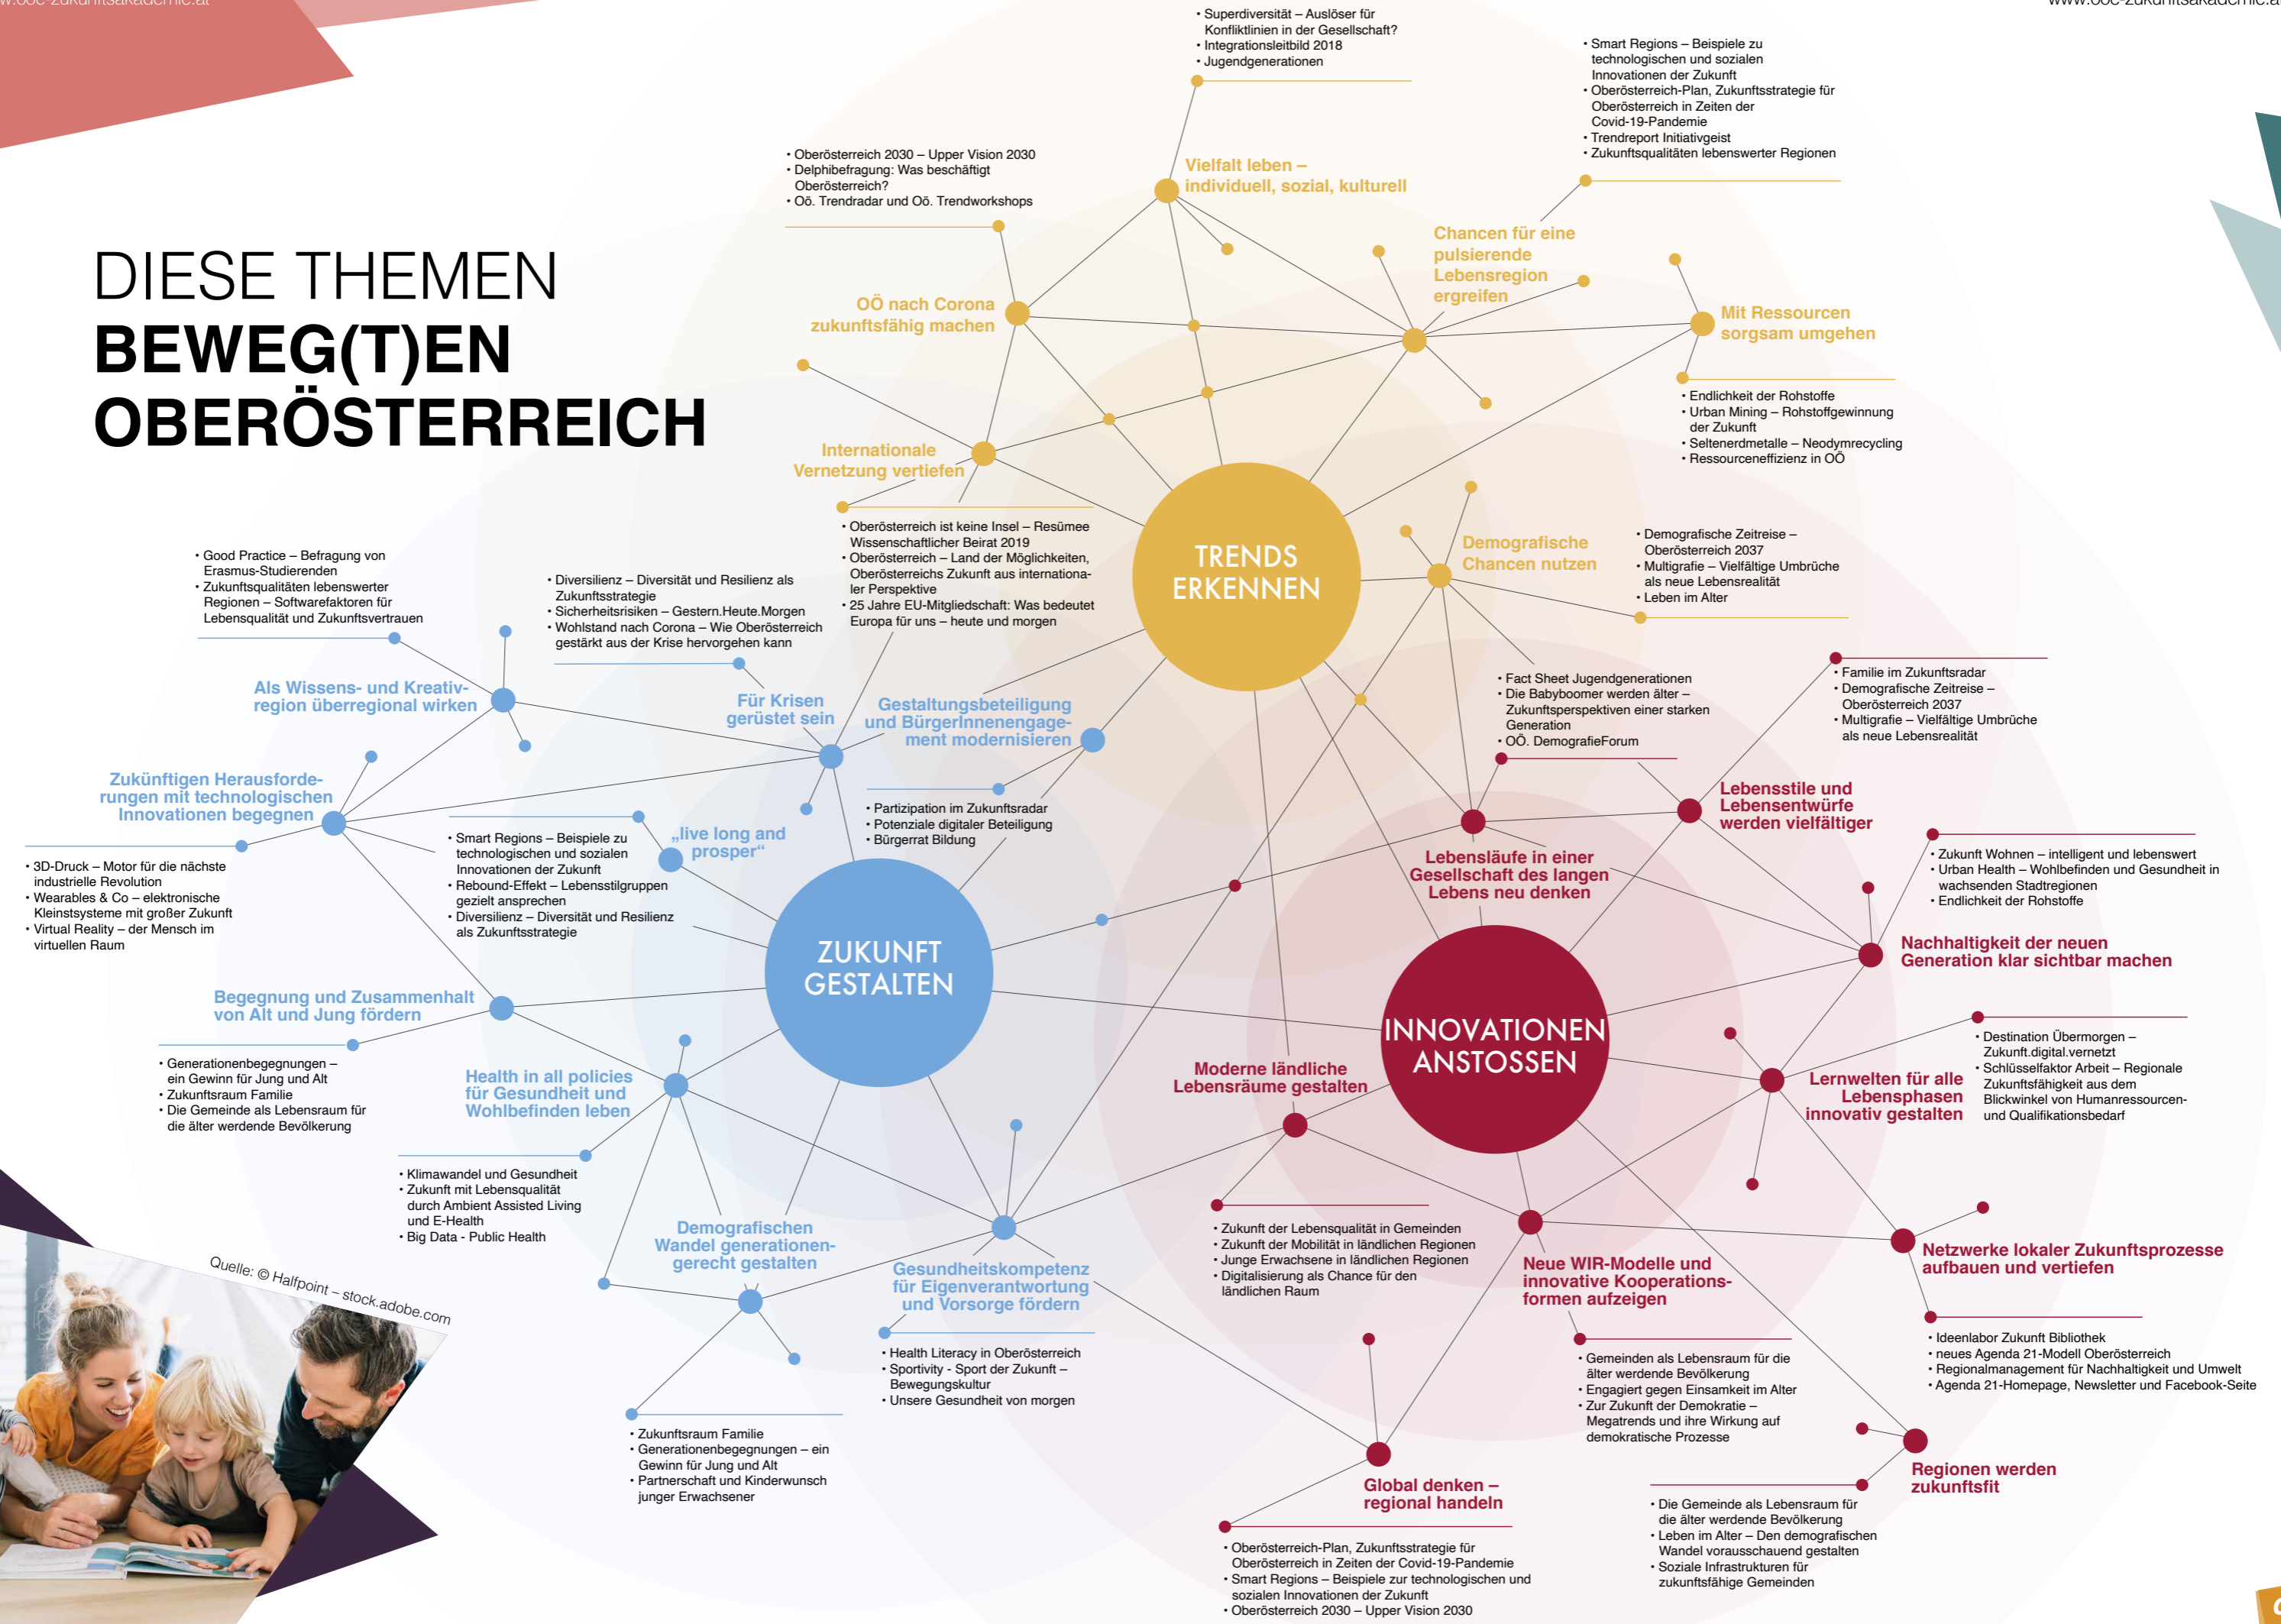 www.ooe-zukunftsakademie.at
DIESE THEMEN
BEWEG(T)EN
OBERÖSTERREICH
• Superdiversität – Auslöser für
Konfliktlinien in der Gesellschaft?
• Integrationsleitbild 2018
• Jugendgenerationen
• Smart Regions – Beispiele zu
technologischen und sozialen
Innovationen der Zukunft
• Oberösterreich-Plan, Zukunftsstrategie für
Oberösterreich in Zeiten der
Covid-19-Pandemie
• Trendreport Initiativgeist
• Zukunftsqualitäten lebenswerter Regionen
• Oberösterreich 2030 – Upper Vision 2030
• Delphibefragung: Was beschäftigt
Oberösterreich?
• Oö. Trendradar und Oö. Trendworkshops
Vielfalt leben –
individuell, sozial, kulturell
Chancen für eine
pulsierende
Lebensregion
ergreifen
OÖ nach Corona
zukunftsfähig machen
Mit Ressourcen
sorgsam umgehen
• Endlichkeit der Rohstoffe
• Urban Mining – Rohstoffgewinnung
der Zukunft
• Seltenerdmetalle – Neodymrecycling
• Ressourceneffizienz in OÖ
Internationale
Vernetzung vertiefen
• Oberösterreich ist keine Insel – Resümee
Wissenschaftlicher Beirat 2019
• Oberösterreich – Land der Möglichkeiten,
Oberösterreichs Zukunft aus internationa-
ler Perspektive
• 25 Jahre EU-Mitgliedschaft: Was bedeutet
Europa für uns – heute und morgen
TRENDS
ERKENNEN
Demografische
Chancen nutzen
• Demografische Zeitreise –
Oberösterreich 2037
• Multigrafie – Vielfältige Umbrüche
als neue Lebensrealität
• Leben im Alter
• Good Practice – Befragung von
Erasmus-Studierenden
• Zukunftsqualitäten lebenswerter
Regionen – Softwarefaktoren für
Lebensqualität und Zukunftsvertrauen
• Diversilienz – Diversität und Resilienz als
Zukunftsstrategie
• Sicherheitsrisiken – Gestern.Heute.Morgen
• Wohlstand nach Corona – Wie Oberösterreich
gestärkt aus der Krise hervorgehen kann
Als Wissens- und Kreativ-
region überregional wirken
Für Krisen
gerüstet sein
Gestaltungsbeteiligung
und BürgerInnenengage-
ment modernisieren
• Partizipation im Zukunftsradar
• Potenziale digitaler Beteiligung
• Bürgerrat Bildung
• Fact Sheet Jugendgenerationen
• Die Babyboomer werden älter –
Zukunftsperspektiven einer starken
Generation
• OÖ. DemografieForum
• Familie im Zukunftsradar
• Demografische Zeitreise –
Oberösterreich 2037
• Multigrafie – Vielfältige Umbrüche
als neue Lebensrealität
Zukünftigen Herausforde-
rungen mit technologischen
Innovationen begegnen
• 3D-Druck – Motor für die nächste
industrielle Revolution
• Wearables & Co – elektronische
Kleinstsysteme mit großer Zukunft
• Virtual Reality – der Mensch im
virtuellen Raum
„live long and
prosper“
• Smart Regions – Beispiele zu
technologischen und sozialen
Innovationen der Zukunft
• Rebound-Effekt – Lebensstilgruppen
gezielt ansprechen
• Diversilienz – Diversität und Resilienz
als Zukunftsstrategie
Lebensstile und
Lebensentwürfe
werden vielfältiger
Lebensläufe in einer
Gesellschaft des langen
Lebens neu denken
• Zukunft Wohnen – intelligent und lebenswert
• Urban Health – Wohlbefinden und Gesundheit in
wachsenden Stadtregionen
• Endlichkeit der Rohstoffe
Nachhaltigkeit der neuen
Generation klar sichtbar machen
ZUKUNFT
GESTALTEN
INNOVATIONEN
ANSTOSSEN
Begegnung und Zusammenhalt
von Alt und Jung fördern
• Generationenbegegnungen –
ein Gewinn für Jung und Alt
• Zukunftsraum Familie
• Die Gemeinde als Lebensraum für
die älter werdende Bevölkerung
Health in all policies
für Gesundheit und
Wohlbefinden leben
• Klimawandel und Gesundheit
• Zukunft mit Lebensqualität
durch Ambient Assisted Living
und E-Health
• Big Data - Public Health
Moderne ländliche
Lebensräume gestalten
• Zukunft der Lebensqualität in Gemeinden
• Zukunft der Mobilität in ländlichen Regionen
• Junge Erwachsene in ländlichen Regionen
• Digitalisierung als Chance für den
ländlichen Raum
Lernwelten für alle
Lebensphasen
innovativ gestalten
• Destination Übermorgen –
Zukunft.digital.vernetzt
• Schlüsselfaktor Arbeit – Regionale
Zukunftsfähigkeit aus dem
Blickwinkel von Humanressourcen-
und Qualifikationsbedarf
Demografischen
Wandel generationen-
gerecht gestalten
• Zukunftsraum Familie
• Generationenbegegnungen – ein
Gewinn für Jung und Alt
• Partnerschaft und Kinderwunsch
junger Erwachsener
Gesundheitskompetenz
für Eigenverantwortung
und Vorsorge fördern
• Health Literacy in Oberösterreich
• Sportivity - Sport der Zukunft –
Bewegungskultur
• Unsere Gesundheit von morgen
Neue WIR-Modelle und
innovative Kooperations-
formen aufzeigen
• Gemeinden als Lebensraum für die
älter werdende Bevölkerung
• Engagiert gegen Einsamkeit im Alter
• Zur Zukunft der Demokratie –
Megatrends und ihre Wirkung auf
demokratische Prozesse
Netzwerke lokaler Zukunftsprozesse
aufbauen und vertiefen
• Ideenlabor Zukunft Bibliothek
• neues Agenda 21-Modell Oberösterreich
• Regionalmanagement für Nachhaltigkeit und Umwelt
• Agenda 21-Homepage, Newsletter und Facebook-Seite
Global denken –
regional handeln
• Oberösterreich-Plan, Zukunftsstrategie für
Oberösterreich in Zeiten der Covid-19-Pandemie
• Smart Regions – Beispiele zur technologischen und
sozialen Innovationen der Zukunft
• Oberösterreich 2030 – Upper Vision 2030
Regionen werden
zukunftsfit
• Die Gemeinde als Lebensraum für
die älter werdende Bevölkerung
• Leben im Alter – Den demografischen
Wandel vorausschauend gestalten
• Soziale Infrastrukturen für
zukunftsfähige Gemeinden
Quelle: © Halfpoint – stock.adobe.com